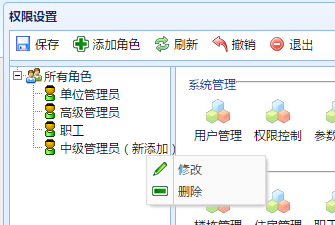 权限设置
保存 添加角色 刷新 撤销 退出
所有角色
单位管理员
高级管理员
职工
中级管理员（新添加）
修改
删除
系统管理
用户管理 权限控制 参数